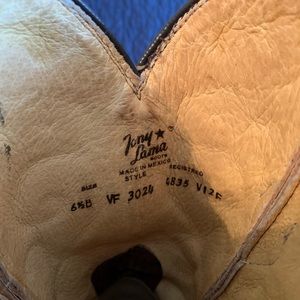 Tony
Lama
BOOTS
MADE IN MEXICO
STYLE REGISTERED
SIZE
6½B VF 3024 4835 V12F